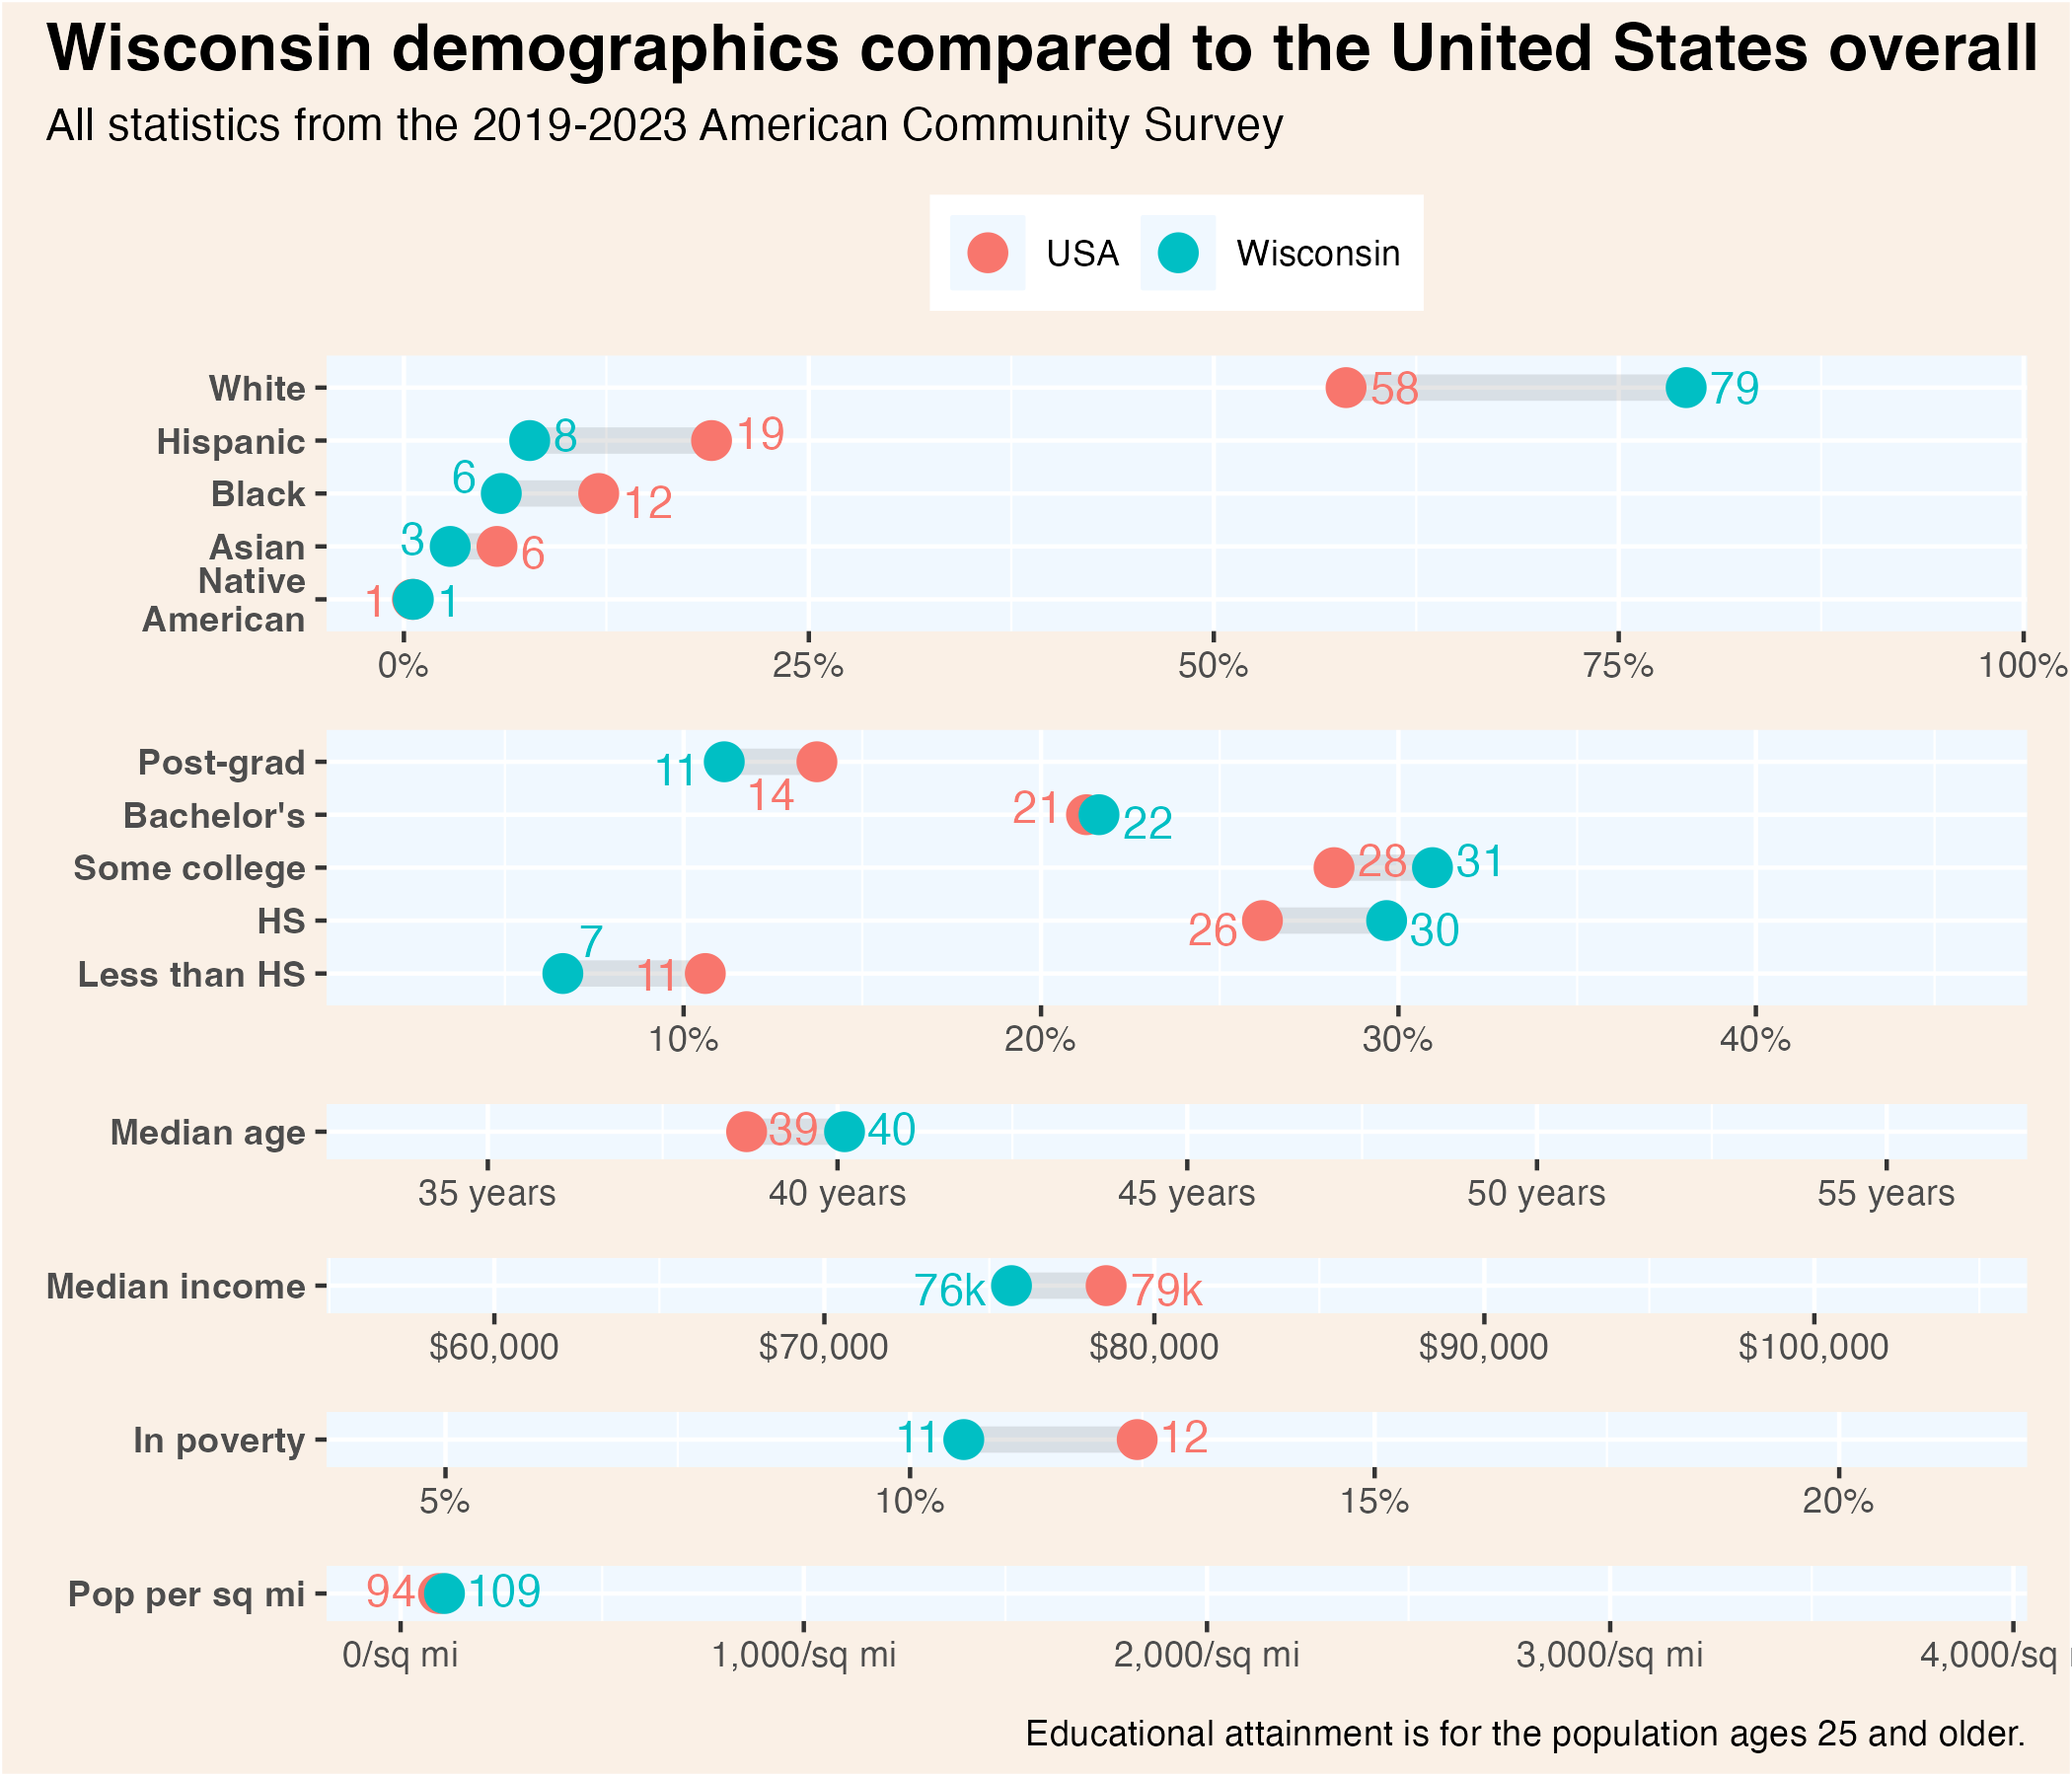 Wisconsin demographics compared to the United States overall
All statistics from the 2019-2023 American Community Survey
USA Wisconsin
White 58 79
Hispanic 8 19
Black 6 12
Asian 3 6
Native
American 1 1
0% 25% 50% 75% 100%
Post-grad 11 14
Bachelor's 21 22
Some college 28 31
HS 26 30
Less than HS 7 11
10% 20% 30% 40%
Median age 39 40
35 years 40 years 45 years 50 years 55 years
Median income 76k 79k
$60,000 $70,000 $80,000 $90,000 $100,000
In poverty 11 12
5% 10% 15% 20%
Pop per sq mi 94 109
0/sq mi 1,000/sq mi 2,000/sq mi 3,000/sq mi 4,000/sq
Educational attainment is for the population ages 25 and older.